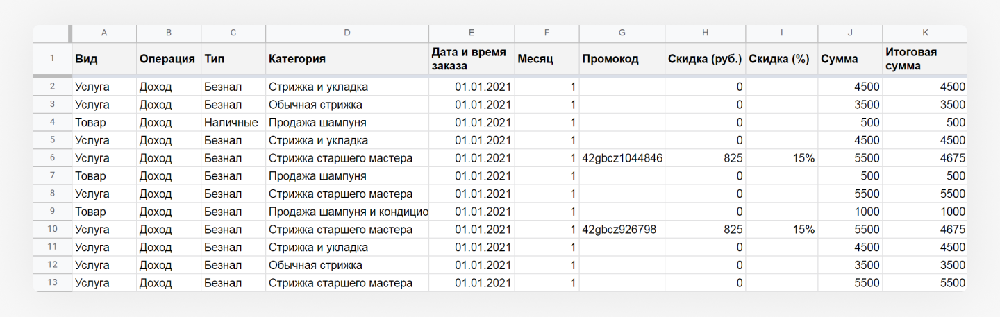 A B C D E F G H I J K
1 Вид Операция Тип Категория Дата и время заказа Месяц Промокод Скидка (руб.) Скидка (%) Сумма Итоговая сумма
2 Услуга Доход Безнал Стрижка и укладка 01.01.2021 1 0 4500 4500
3 Услуга Доход Безнал Обычная стрижка 01.01.2021 1 0 3500 3500
4 Товар Доход Наличные Продажа шампуня 01.01.2021 1 0 500 500
5 Услуга Доход Безнал Стрижка и укладка 01.01.2021 1 0 4500 4500
6 Услуга Доход Безнал Стрижка старшего мастера 01.01.2021 1 42gbcz1044846 825 15% 5500 4675
7 Товар Доход Безнал Продажа шампуня 01.01.2021 1 0 500 500
8 Услуга Доход Безнал Стрижка старшего мастера 01.01.2021 1 0 5500 5500
9 Товар Доход Безнал Продажа шампуня и кондицио 01.01.2021 1 0 1000 1000
10 Услуга Доход Безнал Стрижка старшего мастера 01.01.2021 1 42gbcz926798 825 15% 5500 4675
11 Услуга Доход Безнал Стрижка и укладка 01.01.2021 1 0 4500 4500
12 Услуга Доход Безнал Обычная стрижка 01.01.2021 1 0 3500 3500
13 Услуга Доход Безнал Стрижка старшего мастера 01.01.2021 1 0 5500 5500